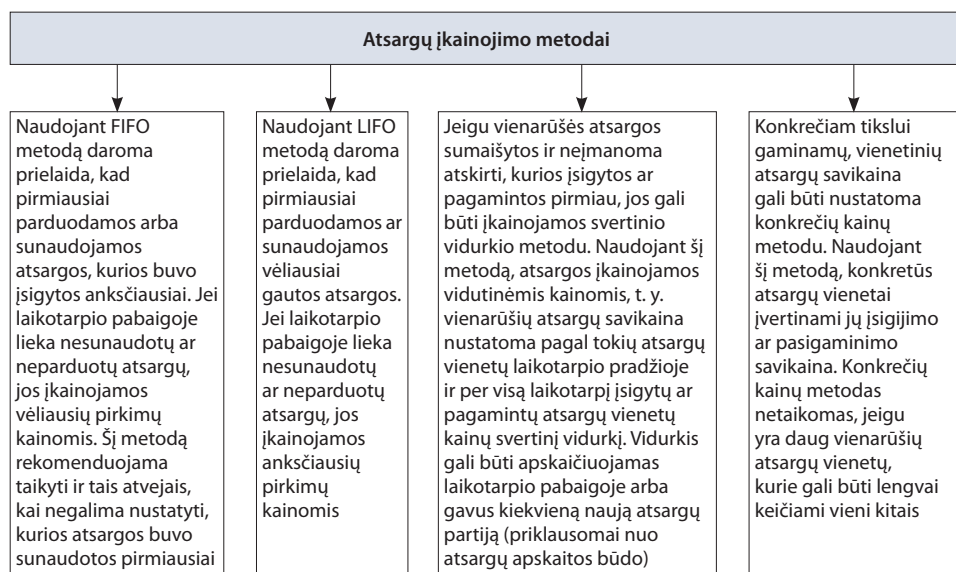 Atsargų įkainojimo metodai
Naudojant FIFO
metodą daroma
prielaida, kad
pirmiausiai
parduodamos arba
sunaudojamos
atsargos, kurios buvo
įsigytos anksčiausiai. Jei
laikotarpio pabaigoje
lieka nesunaudotų ar
neparduotų atsargų,
jos įkainojamos
vėliausių pirkimų
kainomis. Šį metodą
rekomenduojama
taikyti ir tais atvejais,
kai negalima nustatyti,
kurios atsargos buvo
sunaudotos pirmiausiai
Naudojant LIFO
metodą daroma
prielaida, kad
pirmiausiai
parduodamos ar
sunaudojamos
vėliausiai
gautos atsargos.
Jei laikotarpio
pabaigoje lieka
nesunaudotų
ar neparduotų
atsargų, jos
įkainojamos
anksčiausių
pirkimų
kainomis
Jeigu vienarūšės atsargos
sumaišytos ir neįmanoma
atskirti, kurios įsigytos ar
pagamintos pirmiau, jos gali
būti įkainojamos svertinio
vidurkio metodu. Naudojant šį
metodą, atsargos įkainojamos
vidutinėmis kainomis, t. y.
vienarūšių atsargų savikaina
nustatoma pagal tokių atsargų
vienetų laikotarpio pradžioje
ir per visą laikotarpį įsigytų ar
pagamintų atsargų vienetų
kainų svertinį vidurkį. Vidurkis
gali būti apskaičiuojamas
laikotarpio pabaigoje arba
gavus kiekvieną naują atsargų
partiją (priklausomai nuo
atsargų apskaitos būdo)
Konkrečiam tikslui
gaminamų, vienetinių
atsargų savikaina
gali būti nustatoma
konkrečių kainų
metodu. Naudojant
šį metodą, konkretūs
atsargų vienetai
įvertinami jų įsigijimo
ar pasigaminimo
savikaina. Konkrečių
kainų metodas
netaikomas, jeigu
yra daug vienarūšių
atsargų vienetų,
kurie gali būti lengvai
keičiami vieni kitais